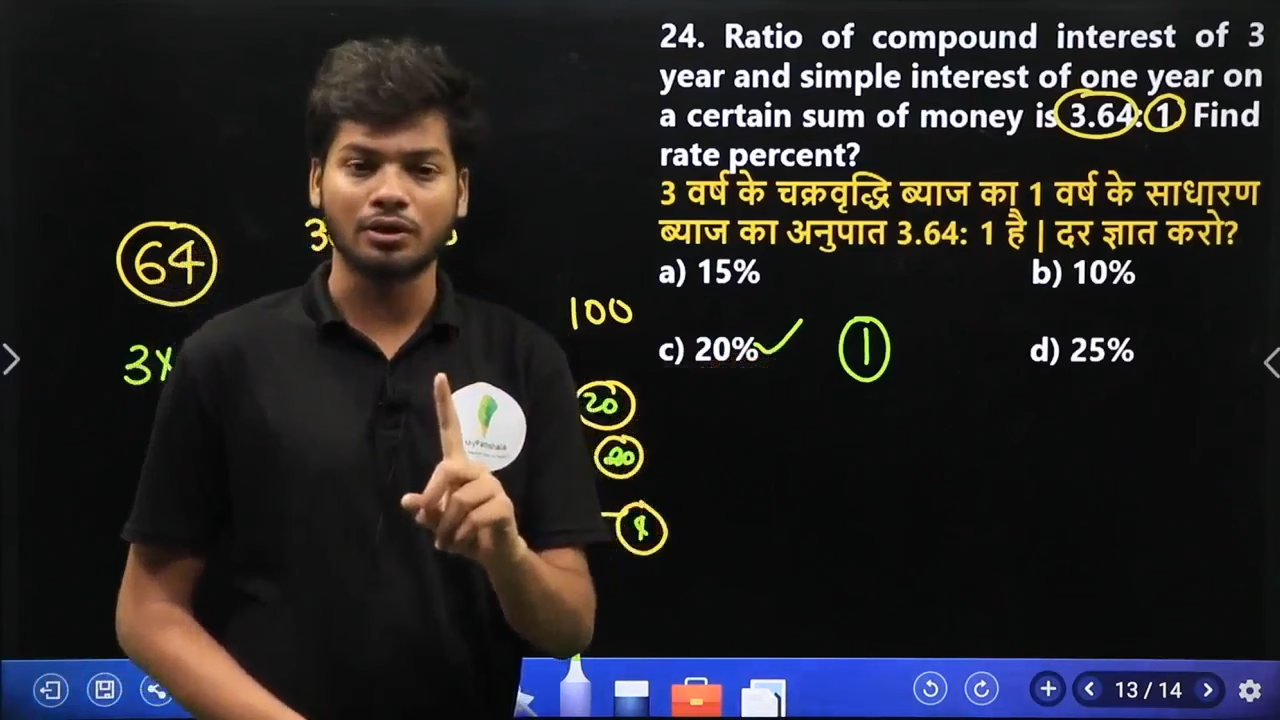 24. Ratio of compound interest of 3
year and simple interest of one year on
a certain sum of money is 3.64: 1 Find
rate percent?
3 वर्ष के चक्रवृद्धि ब्याज का 1 वर्ष के साधारण
ब्याज का अनुपात 3.64: 1 है | दर ज्ञात करो?
a) 15%
b) 10%
c) 20%
1
d) 25%
64
3
100
3×
20
13 / 14